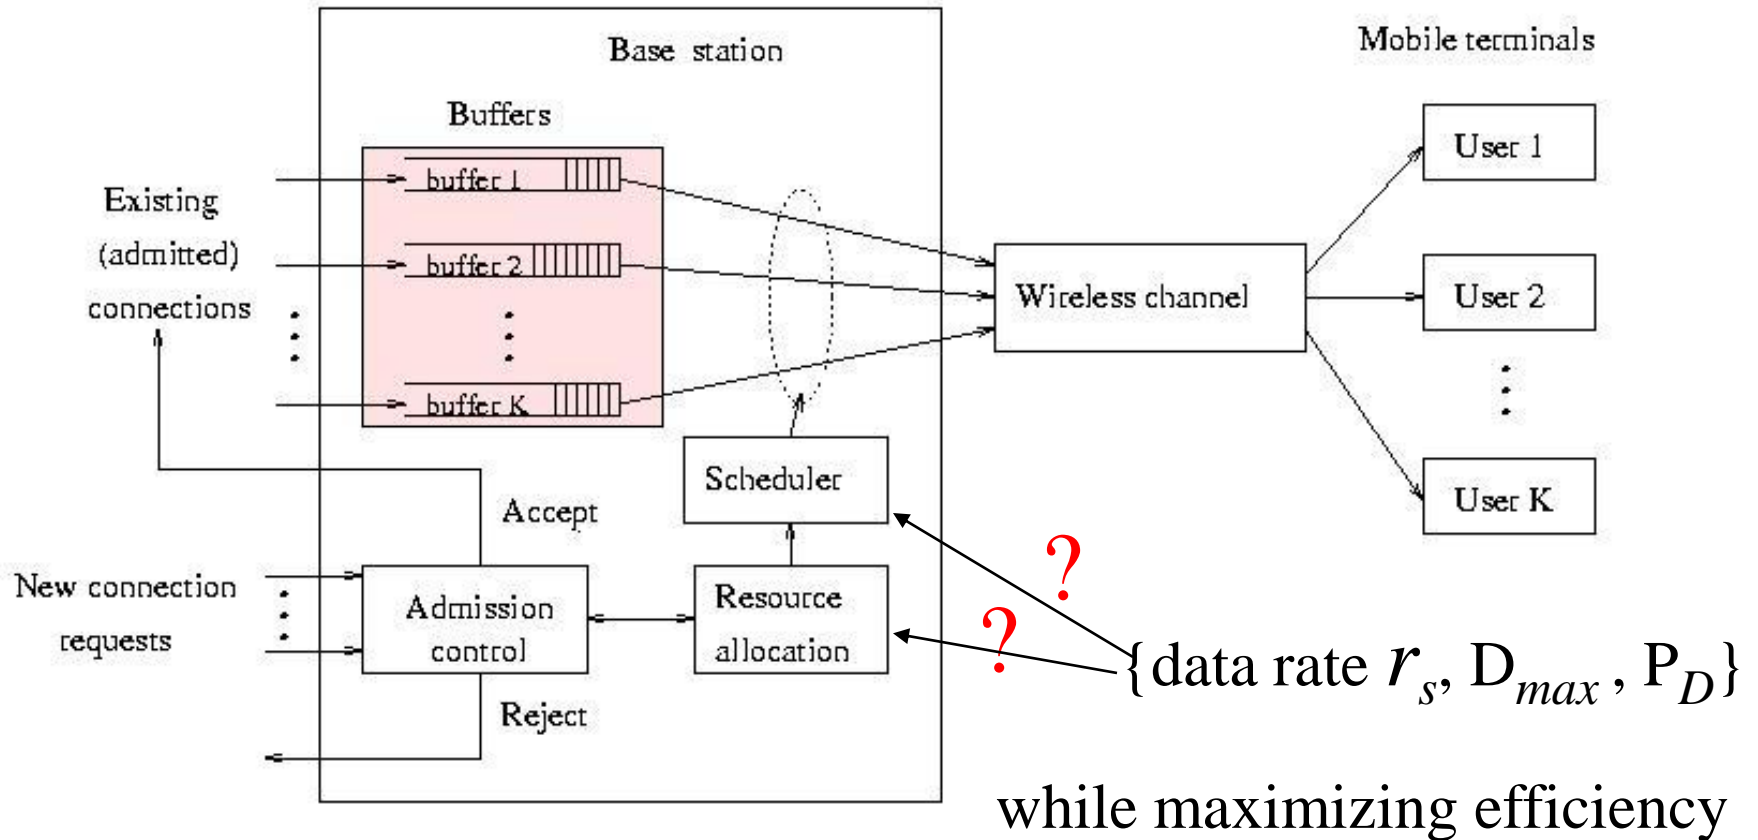 Base station
Mobile terminals
Buffers
buffer 1
User 1
Existing
(admitted)
connections
buffer 2
Wireless channel
User 2
buffer K
Scheduler
User K
Accept
?
New connection
requests
Admission
control
Resource
allocation
?
{data rate r_s, D_max , P_D}
Reject
while maximizing efficiency